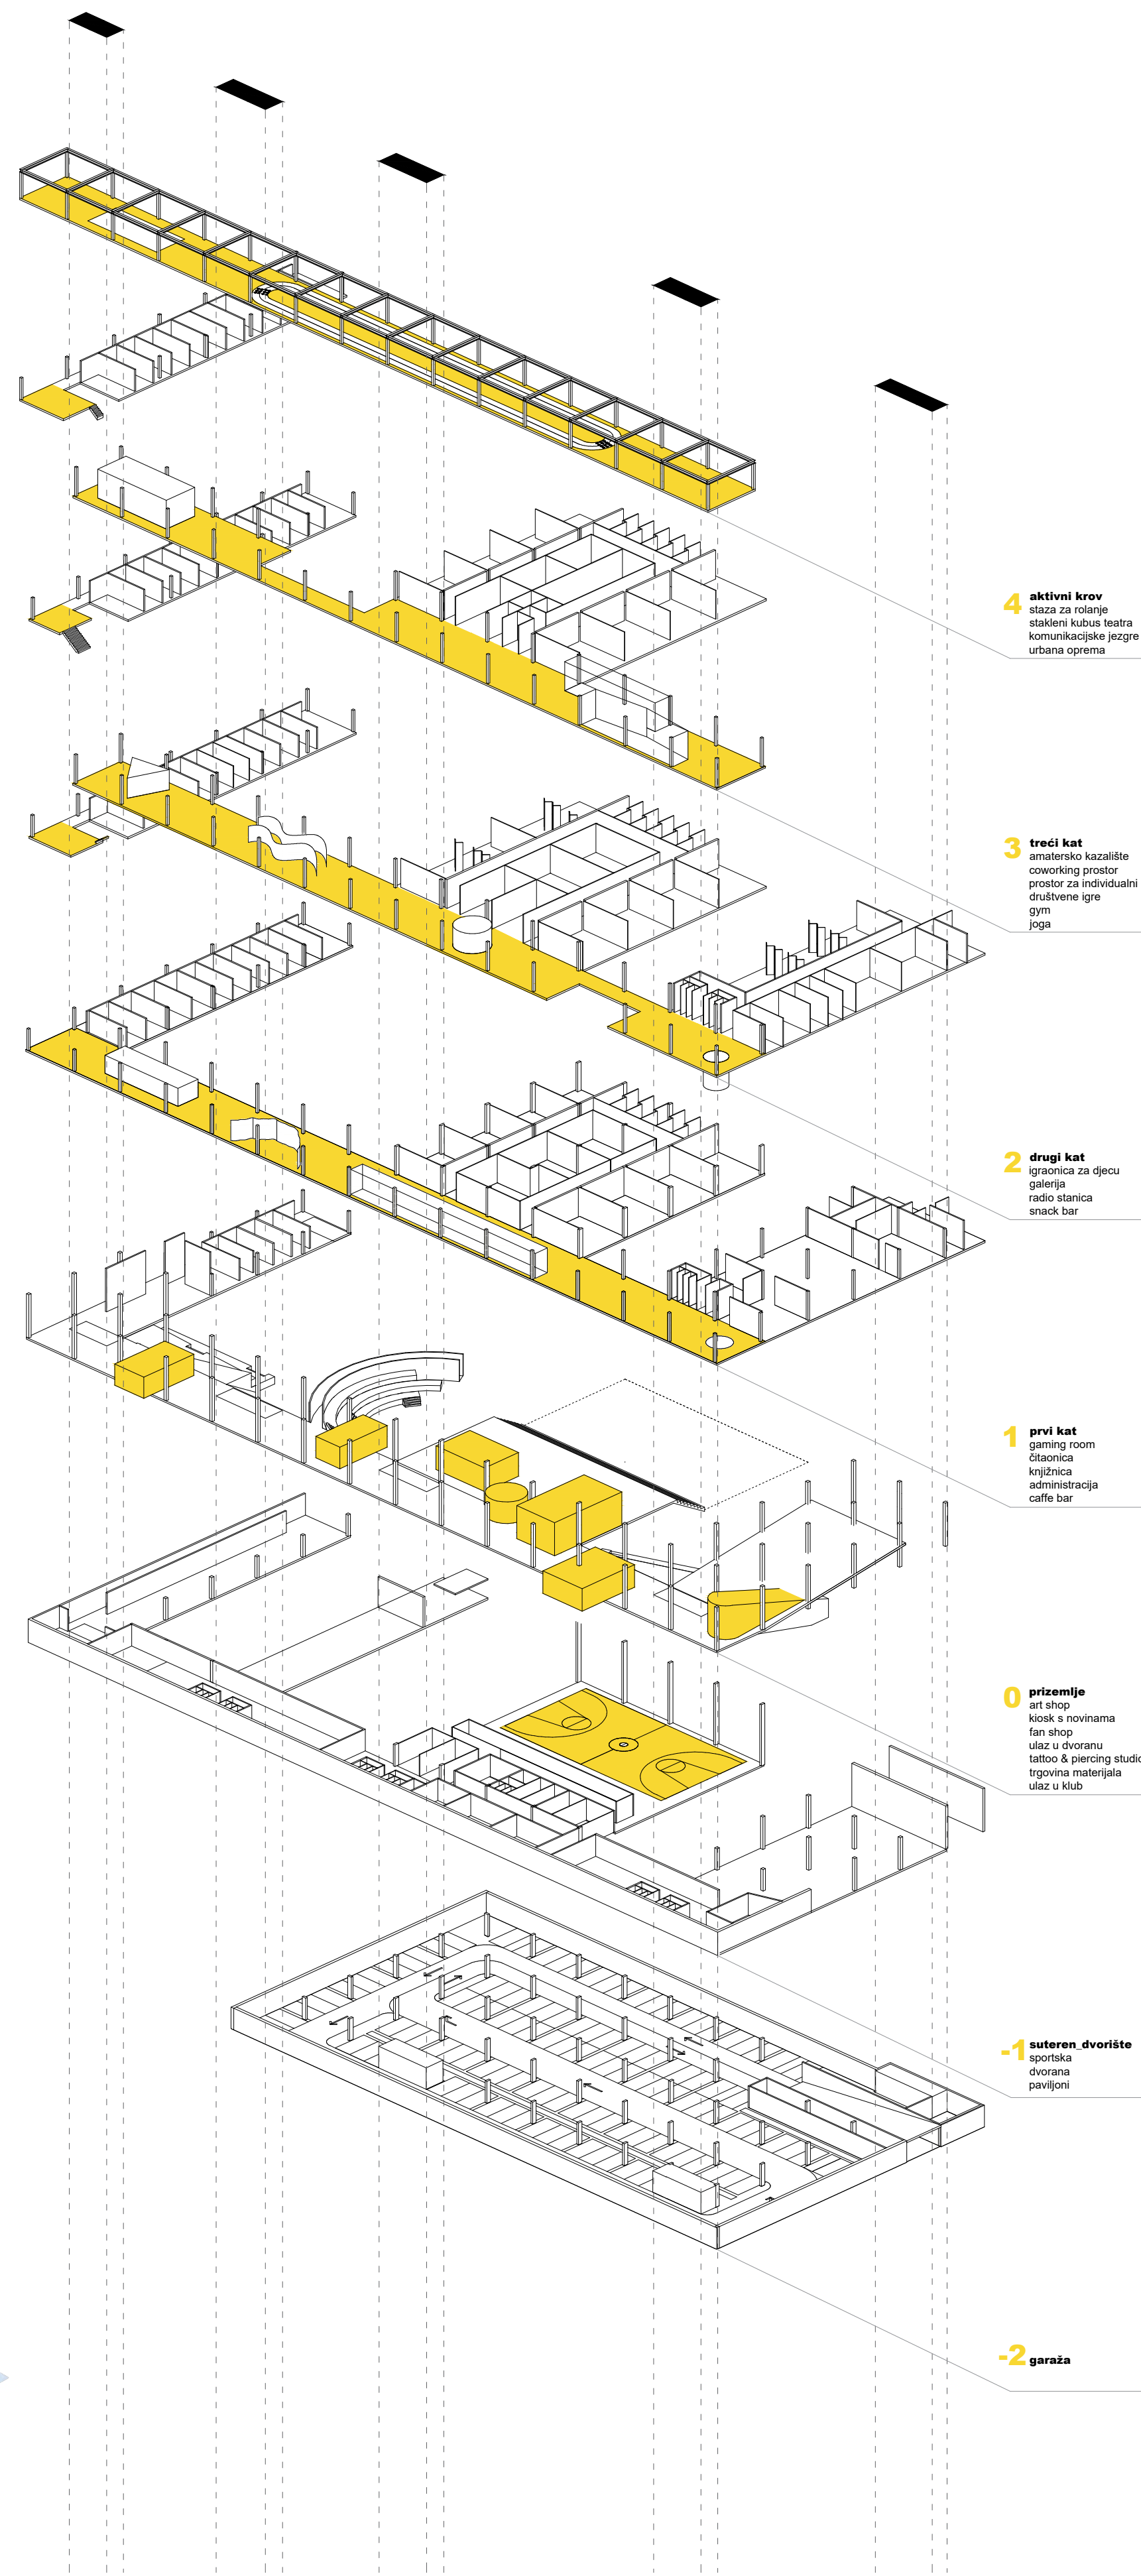 4 aktivni krov
staza za rolanje
stakleni kubus teatra
komunikacijske jezgre
urbana oprema
3 treći kat
amatersko kazalište
coworking prostor
prostor za individualni
društvene igre
gym
joga
2 drugi kat
igraonica za djecu
galerija
radio stanica
snack bar
1 prvi kat
gaming room
čitaonica
knjižnica
administracija
caffe bar
0 prizemlje
art shop
kiosk s novinama
fan shop
ulaz u dvoranu
tattoo & piercing studio
trgovina materijala
ulaz u klub
-1 suteren_dvorište
sportska
dvorana
paviljoni
-2 garaža